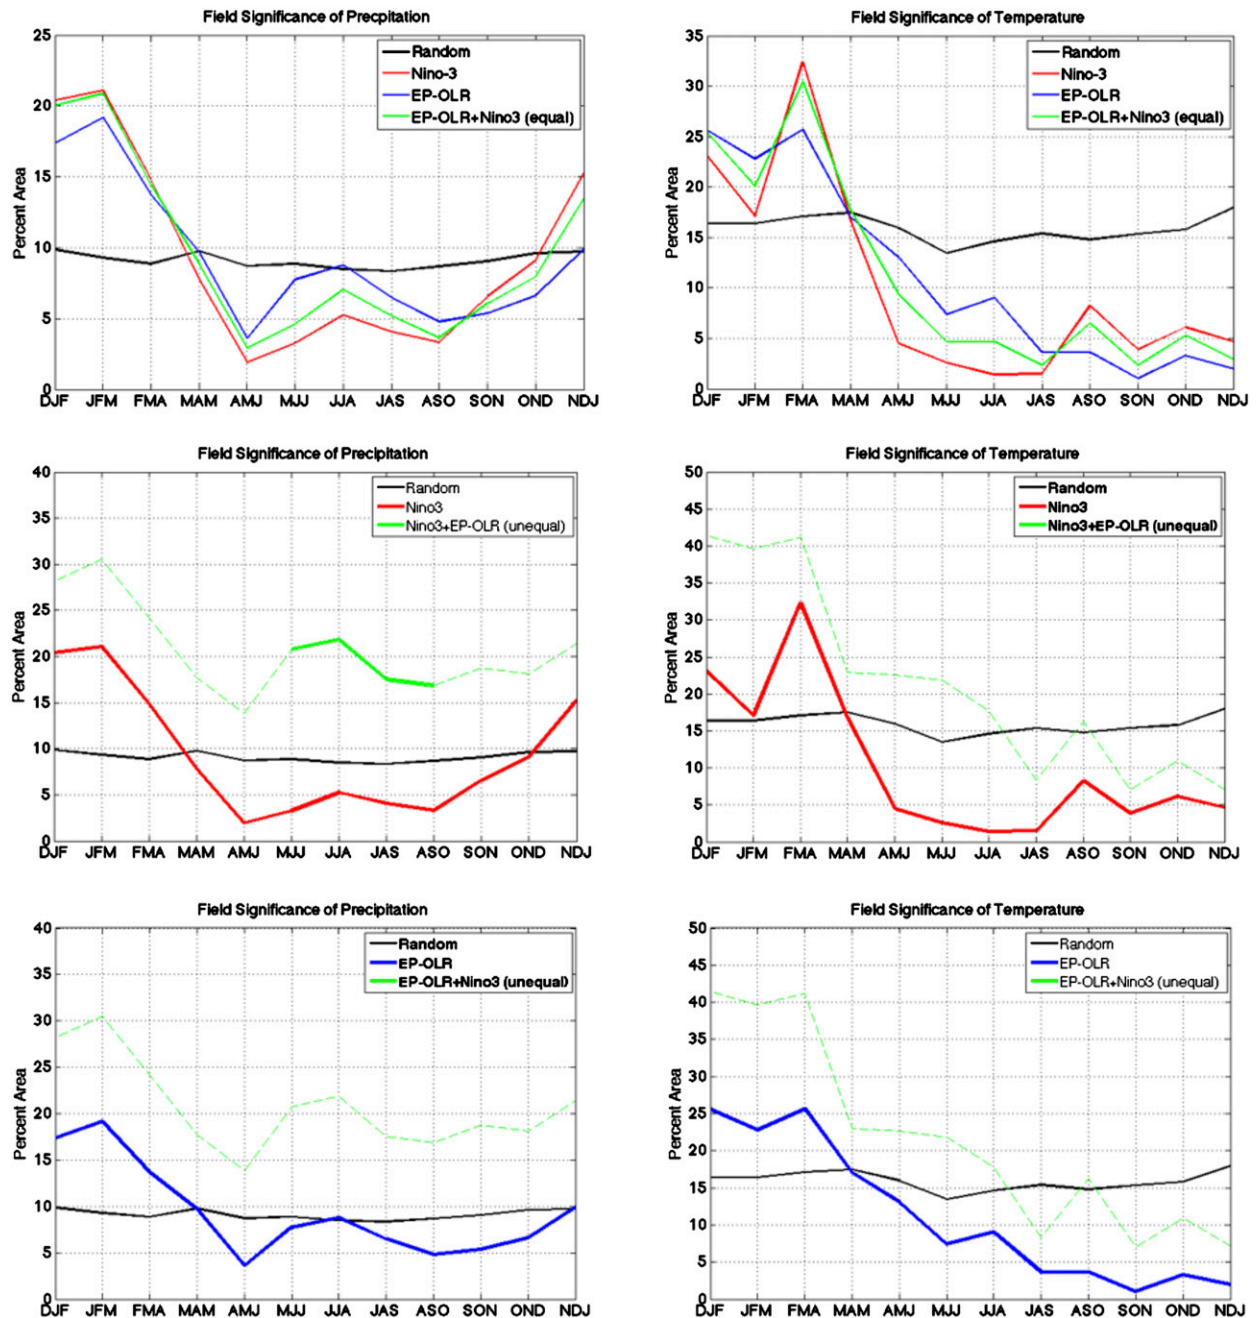 Field Significance of Precpitation
25
20
15
10
5
0
Percent Area
Random
Nino-3
EP-OLR
EP-OLR+Nino3 (equal)
DJF JFM FMA MAM AMJ MJJ JJA JAS ASO SON OND NDJ
Field Significance of Temperature
35
30
25
20
15
10
5
0
Percent Area
Random
Nino-3
EP-OLR
EP-OLR+Nino3 (equal)
DJF JFM FMA MAM AMJ MJJ JJA JAS ASO SON OND NDJ
Field Significance of Precipitation
40
35
30
25
20
15
10
5
0
Percent Area
Random
Nino3
Nino3+EP-OLR (unequal)
DJF JFM FMA MAM AMJ MJJ JJA JAS ASO SON OND NDJ
Field Significance of Temperature
50
45
40
35
30
25
20
15
10
5
0
Percent Area
Random
Nino3
Nino3+EP-OLR (unequal)
DJF JFM FMA MAM AMJ MJJ JJA JAS ASO SON OND NDJ
Field Significance of Precipitation
40
35
30
25
20
15
10
5
0
Percent Area
Random
EP-OLR
EP-OLR+Nino3 (unequal)
DJF JFM FMA MAM AMJ MJJ JJA JAS ASO SON OND NDJ
Field Significance of Temperature
50
45
40
35
30
25
20
15
10
5
0
Percent Area
Random
EP-OLR
EP-OLR+Nino3 (unequal)
DJF JFM FMA MAM AMJ MJJ JJA JAS ASO SON OND NDJ